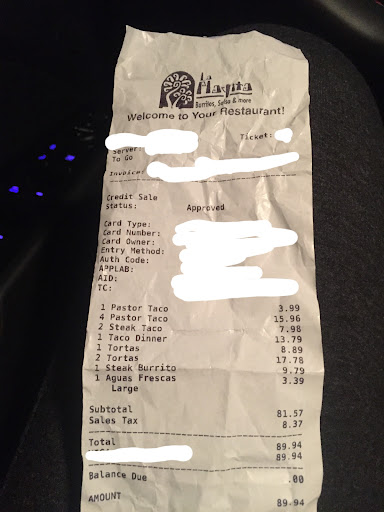 La
Mayita
Burritos, Salsa & more
Welcome to Your Restaurant!
Server:
Ticket:
To Go
Invoice:
Credit Sale
Status: Approved
Card Type:
Card Number:
Card Owner:
Entry Method:
Auth Code:
APPLAB:
AID:
TC:
1 Pastor Taco 3.99
4 Pastor Taco 15.96
2 Steak Taco 7.98
1 Taco Dinner 13.79
1 Tortas 8.89
2 Tortas 17.78
1 Steak Burrito 9.79
1 Aguas Frescas 3.39
Large
Subtotal 81.57
Sales Tax 8.37
Total 89.94
89.94
Balance Due .00
AMOUNT 89.94